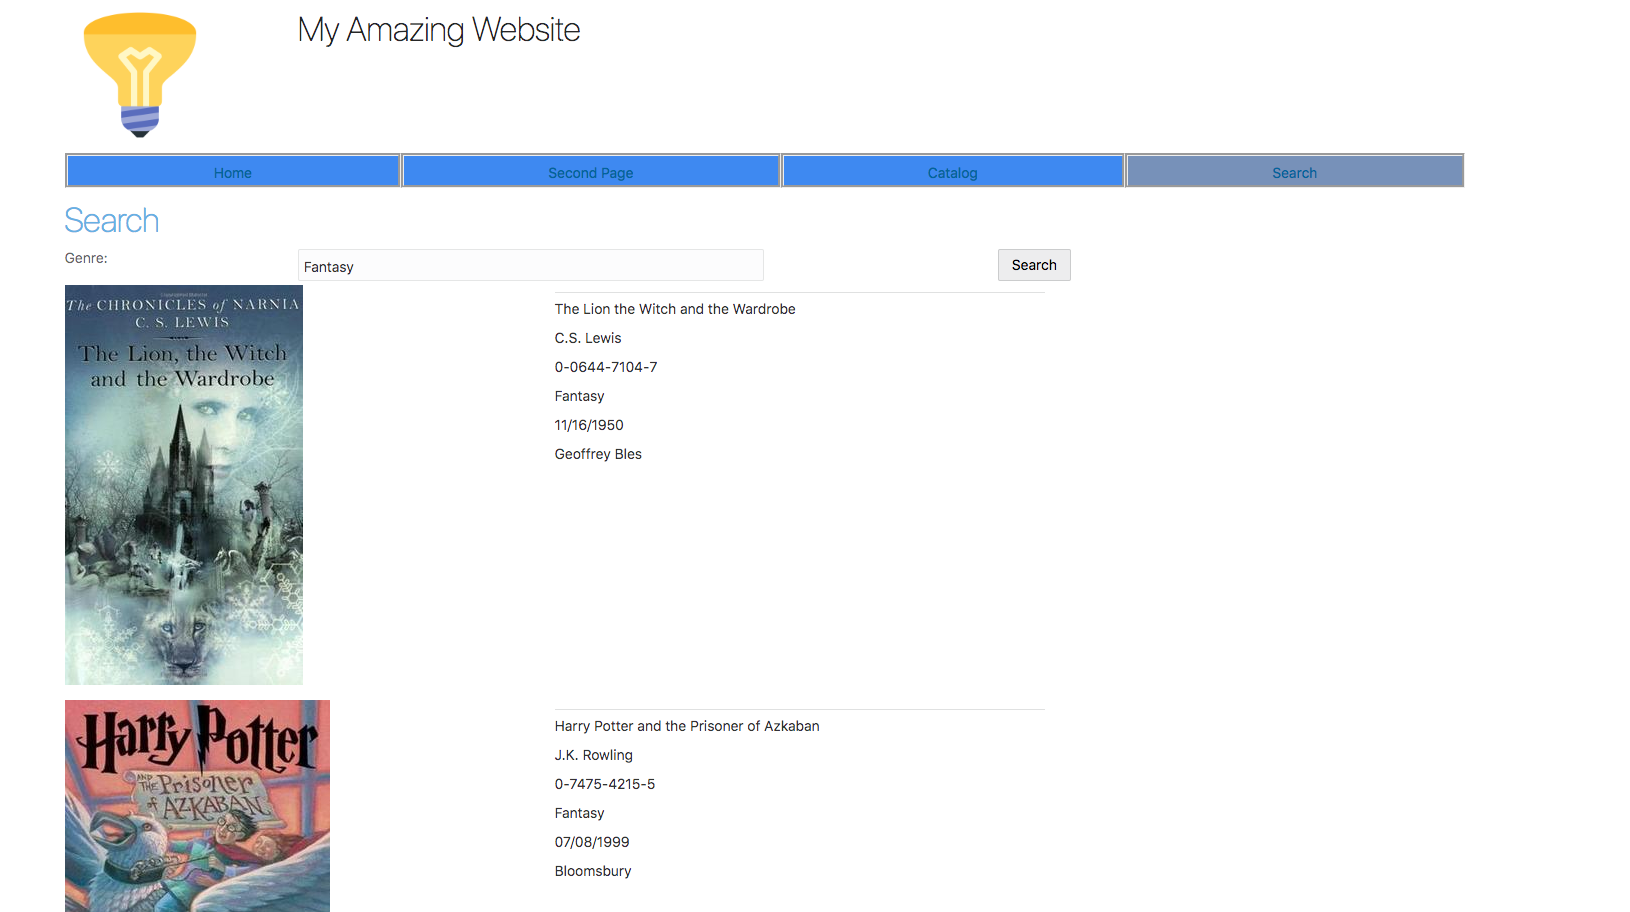 My Amazing Website
Home
Second Page
Catalog
Search
Search
Genre:
Fantasy
Search
The CHRONICLES of NARNIA
C. S. LEWIS
The Lion, the Witch
and the Wardrobe
The Lion the Witch and the Wardrobe
C.S. Lewis
0-0644-7104-7
Fantasy
11/16/1950
Geoffrey Bles
Harry Potter
AND THE Prisoner
of AZKABAN
Harry Potter and the Prisoner of Azkaban
J.K. Rowling
0-7475-4215-5
Fantasy
07/08/1999
Bloomsbury